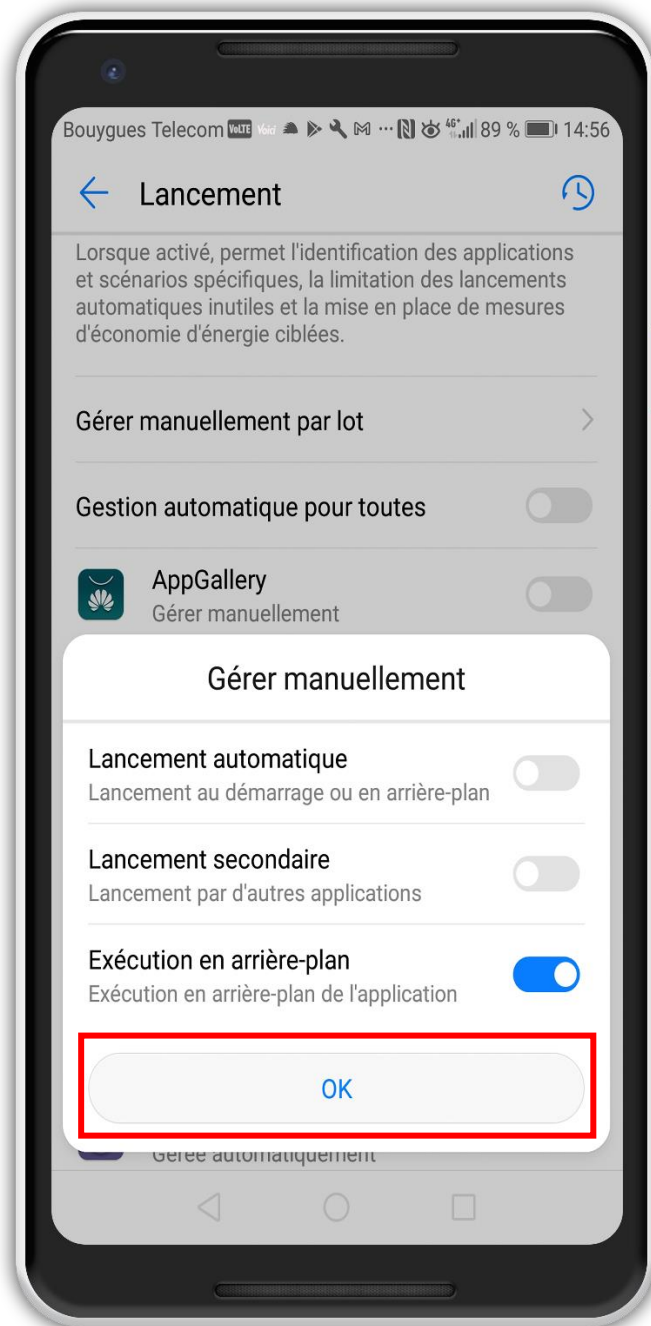 Bouygues Telecom VoLTE 89 % 14:56
Lancement
Lorsque activé, permet l'identification des applications
et scénarios spécifiques, la limitation des lancements
automatiques inutiles et la mise en place de mesures
d'économie d'énergie ciblées.
Gérer manuellement par lot
Gestion automatique pour toutes
AppGallery
Gérer manuellement
Gérer manuellement
Lancement automatique
Lancement au démarrage ou en arrière-plan
Lancement secondaire
Lancement par d'autres applications
Exécution en arrière-plan
Exécution en arrière-plan de l'application
OK
Gérée automatiquement